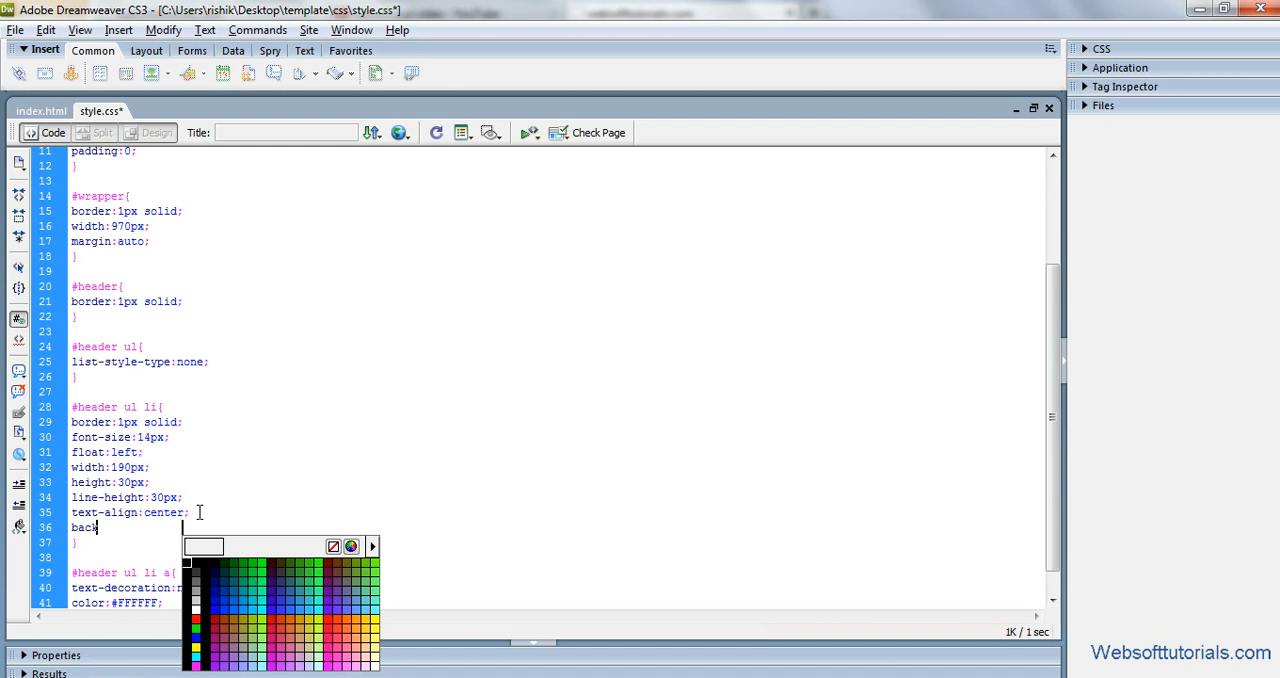 Adobe Dreamweaver CS3 - [C:\Users\rishik\Desktop\template\css\style.css*]
File Edit View Insert Modify Text Commands Site Window Help
Insert Common Layout Forms Data Spry Text Favorites
CSS
Application
Tag Inspector
Files
index.html style.css*
Code Split Design Title: Check Page
11 padding:0;
12 }
13
14 #wrapper{
15 border:1px solid;
16 width:970px;
17 margin:auto;
18 }
19
20 #header{
21 border:1px solid;
22 }
23
24 #header ul{
25 list-style-type:none;
26 }
27
28 #header ul li{
29 border:1px solid;
30 font-size:14px;
31 float:left;
32 width:190px;
33 height:30px;
34 line-height:30px;
35 text-align:center;
36 back
37 }
38
39 #header ul li a{
40 text-decoration:n
41 color:#FFFFFF;
1K / 1 sec
Properties
Results
Websofttutorials.com